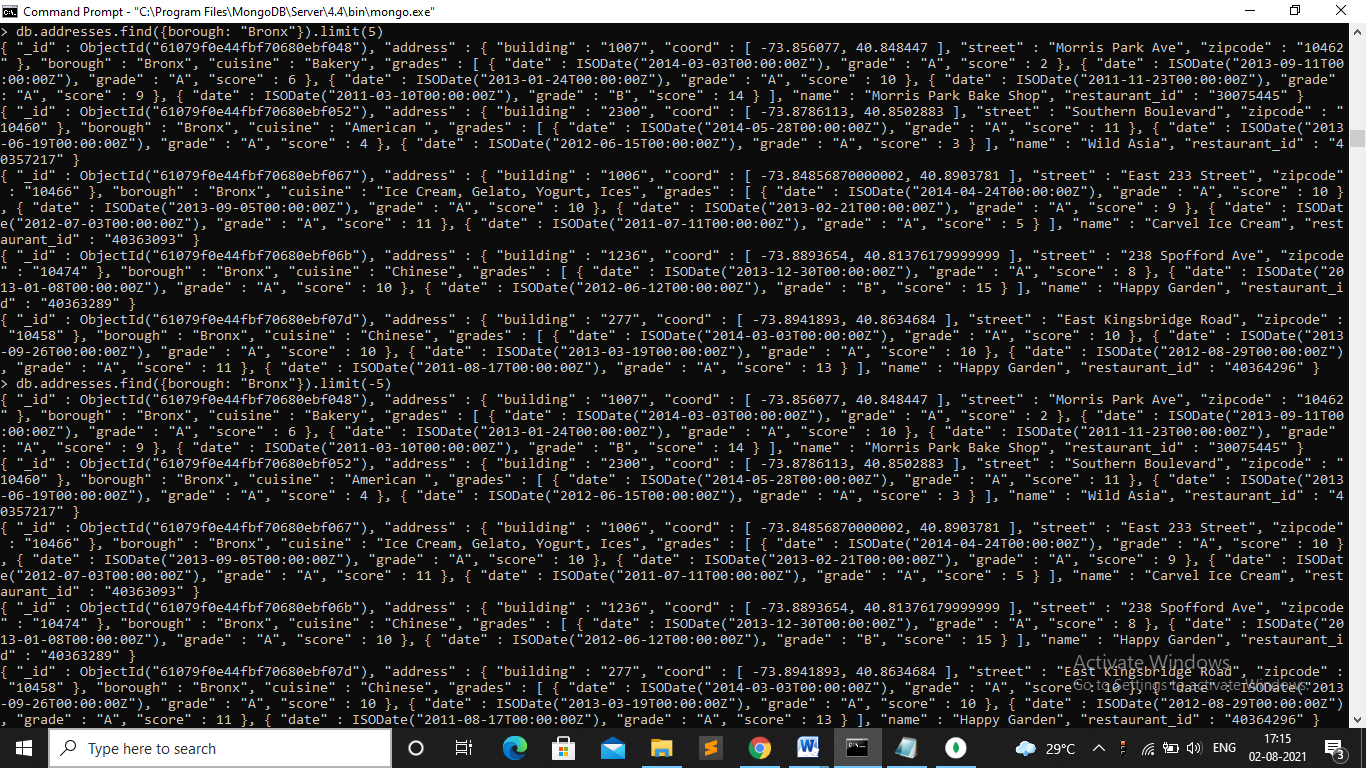 Command Prompt - "C:\Program Files\MongoDB\Server\4.4\bin\mongo.exe"
> db.addresses.find({borough: "Bronx"}).limit(5)
{ "_id" : ObjectId("61079f0e44fbf70680ebf048"), "address" : { "building" : "1007", "coord" : [ -73.856077, 40.848447 ], "street" : "Morris Park Ave", "zipcode" : "10462
" }, "borough" : "Bronx", "cuisine" : "Bakery", "grades" : [ { "date" : ISODate("2014-03-03T00:00:00Z"), "grade" : "A", "score" : 2 }, { "date" : ISODate("2013-09-11T00
:00:00Z"), "grade" : "A", "score" : 6 }, { "date" : ISODate("2013-01-24T00:00:00Z"), "grade" : "A", "score" : 10 }, { "date" : ISODate("2011-11-23T00:00:00Z"), "grade" 
: "A", "score" : 9 }, { "date" : ISODate("2011-03-10T00:00:00Z"), "grade" : "B", "score" : 14 } ], "name" : "Morris Park Bake Shop", "restaurant_id" : "30075445" }
{ "_id" : ObjectId("61079f0e44fbf70680ebf052"), "address" : { "building" : "2300", "coord" : [ -73.8786113, 40.8502883 ], "street" : "Southern Boulevard", "zipcode" : "
10460" }, "borough" : "Bronx", "cuisine" : "American ", "grades" : [ { "date" : ISODate("2014-05-28T00:00:00Z"), "grade" : "A", "score" : 11 }, { "date" : ISODate("2013
-06-19T00:00:00Z"), "grade" : "A", "score" : 4 }, { "date" : ISODate("2012-06-15T00:00:00Z"), "grade" : "A", "score" : 3 } ], "name" : "Wild Asia", "restaurant_id" : "4
0357217" }
{ "_id" : ObjectId("61079f0e44fbf70680ebf067"), "address" : { "building" : "1006", "coord" : [ -73.84856870000002, 40.8903781 ], "street" : "East 233 Street", "zipcode"
 : "10466" }, "borough" : "Bronx", "cuisine" : "Ice Cream, Gelato, Yogurt, Ices", "grades" : [ { "date" : ISODate("2014-04-24T00:00:00Z"), "grade" : "A", "score" : 10 }
, { "date" : ISODate("2013-09-05T00:00:00Z"), "grade" : "A", "score" : 10 }, { "date" : ISODate("2013-02-21T00:00:00Z"), "grade" : "A", "score" : 9 }, { "date" : ISODat
e("2012-07-03T00:00:00Z"), "grade" : "A", "score" : 11 }, { "date" : ISODate("2011-07-11T00:00:00Z"), "grade" : "A", "score" : 5 } ], "name" : "Carvel Ice Cream", "rest
aurant_id" : "40363093" }
{ "_id" : ObjectId("61079f0e44fbf70680ebf06b"), "address" : { "building" : "1236", "coord" : [ -73.8893654, 40.81376179999999 ], "street" : "238 Spofford Ave", "zipcode
" : "10474" }, "borough" : "Bronx", "cuisine" : "Chinese", "grades" : [ { "date" : ISODate("2013-12-30T00:00:00Z"), "grade" : "A", "score" : 8 }, { "date" : ISODate("20
13-01-08T00:00:00Z"), "grade" : "A", "score" : 10 }, { "date" : ISODate("2012-06-12T00:00:00Z"), "grade" : "B", "score" : 15 } ], "name" : "Happy Garden", "restaurant_i
d" : "40363289" }
{ "_id" : ObjectId("61079f0e44fbf70680ebf07d"), "address" : { "building" : "277", "coord" : [ -73.8941893, 40.8634684 ], "street" : "East Kingsbridge Road", "zipcode" :
 "10458" }, "borough" : "Bronx", "cuisine" : "Chinese", "grades" : [ { "date" : ISODate("2014-03-03T00:00:00Z"), "grade" : "A", "score" : 10 }, { "date" : ISODate("2013
-09-26T00:00:00Z"), "grade" : "A", "score" : 10 }, { "date" : ISODate("2013-03-19T00:00:00Z"), "grade" : "A", "score" : 10 }, { "date" : ISODate("2012-08-29T00:00:00Z")
, "grade" : "A", "score" : 11 }, { "date" : ISODate("2011-08-17T00:00:00Z"), "grade" : "A", "score" : 13 } ], "name" : "Happy Garden", "restaurant_id" : "40364296" }
> db.addresses.find({borough: "Bronx"}).limit(-5)
{ "_id" : ObjectId("61079f0e44fbf70680ebf048"), "address" : { "building" : "1007", "coord" : [ -73.856077, 40.848447 ], "street" : "Morris Park Ave", "zipcode" : "10462
" }, "borough" : "Bronx", "cuisine" : "Bakery", "grades" : [ { "date" : ISODate("2014-03-03T00:00:00Z"), "grade" : "A", "score" : 2 }, { "date" : ISODate("2013-09-11T00
:00:00Z"), "grade" : "A", "score" : 6 }, { "date" : ISODate("2013-01-24T00:00:00Z"), "grade" : "A", "score" : 10 }, { "date" : ISODate("2011-11-23T00:00:00Z"), "grade" 
: "A", "score" : 9 }, { "date" : ISODate("2011-03-10T00:00:00Z"), "grade" : "B", "score" : 14 } ], "name" : "Morris Park Bake Shop", "restaurant_id" : "30075445" }
{ "_id" : ObjectId("61079f0e44fbf70680ebf052"), "address" : { "building" : "2300", "coord" : [ -73.8786113, 40.8502883 ], "street" : "Southern Boulevard", "zipcode" : "
10460" }, "borough" : "Bronx", "cuisine" : "American ", "grades" : [ { "date" : ISODate("2014-05-28T00:00:00Z"), "grade" : "A", "score" : 11 }, { "date" : ISODate("2013
-06-19T00:00:00Z"), "grade" : "A", "score" : 4 }, { "date" : ISODate("2012-06-15T00:00:00Z"), "grade" : "A", "score" : 3 } ], "name" : "Wild Asia", "restaurant_id" : "4
0357217" }
{ "_id" : ObjectId("61079f0e44fbf70680ebf067"), "address" : { "building" : "1006", "coord" : [ -73.84856870000002, 40.8903781 ], "street" : "East 233 Street", "zipcode"
 : "10466" }, "borough" : "Bronx", "cuisine" : "Ice Cream, Gelato, Yogurt, Ices", "grades" : [ { "date" : ISODate("2014-04-24T00:00:00Z"), "grade" : "A", "score" : 10 }
, { "date" : ISODate("2013-09-05T00:00:00Z"), "grade" : "A", "score" : 10 }, { "date" : ISODate("2013-02-21T00:00:00Z"), "grade" : "A", "score" : 9 }, { "date" : ISODat
e("2012-07-03T00:00:00Z"), "grade" : "A", "score" : 11 }, { "date" : ISODate("2011-07-11T00:00:00Z"), "grade" : "A", "score" : 5 } ], "name" : "Carvel Ice Cream", "rest
aurant_id" : "40363093" }
{ "_id" : ObjectId("61079f0e44fbf70680ebf06b"), "address" : { "building" : "1236", "coord" : [ -73.8893654, 40.81376179999999 ], "street" : "238 Spofford Ave", "zipcode
" : "10474" }, "borough" : "Bronx", "cuisine" : "Chinese", "grades" : [ { "date" : ISODate("2013-12-30T00:00:00Z"), "grade" : "A", "score" : 8 }, { "date" : ISODate("20
13-01-08T00:00:00Z"), "grade" : "A", "score" : 10 }, { "date" : ISODate("2012-06-12T00:00:00Z"), "grade" : "B", "score" : 15 } ], "name" : "Happy Garden", "restaurant_i
d" : "40363289" }
Activate Windows
{ "_id" : ObjectId("61079f0e44fbf70680ebf07d"), "address" : { "building" : "277", "coord" : [ -73.8941893, 40.8634684 ], "street" : "East Kingsbridge Road", "zipcode" :
Go to Settings to activate Windows.
 "10458" }, "borough" : "Bronx", "cuisine" : "Chinese", "grades" : [ { "date" : ISODate("2014-03-03T00:00:00Z"), "grade" : "A", "score" : 10 }, { "date" : ISODate("2013
-09-26T00:00:00Z"), "grade" : "A", "score" : 10 }, { "date" : ISODate("2013-03-19T00:00:00Z"), "grade" : "A", "score" : 10 }, { "date" : ISODate("2012-08-29T00:00:00Z")
, "grade" : "A", "score" : 11 }, { "date" : ISODate("2011-08-17T00:00:00Z"), "grade" : "A", "score" : 13 } ], "name" : "Happy Garden", "restaurant_id" : "40364296" }
Type here to search
29°C
ENG
17:15
02-08-2021
3